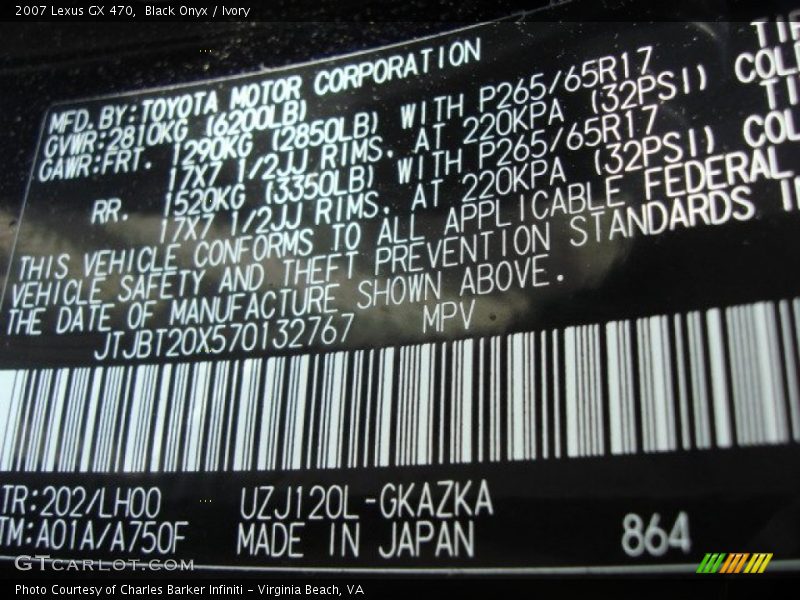 2007 Lexus GX 470, Black Onyx / Ivory
MFD.BY:TOYOTA MOTOR CORPORATION
GVWR:2810KG (6200LB)
GAWR:FRT. 1290KG (2850LB) WITH P265/65R17
17X7 1/2JJ RIMS, AT 220KPA (32PSI) COL
RR. 1520KG (3350LB) WITH P265/65R17
17X7 1/2JJ RIMS, AT 220KPA (32PSI) COL
THIS VEHICLE CONFORMS TO ALL APPLICABLE FEDERAL
VEHICLE SAFETY AND THEFT PREVENTION STANDARDS I
THE DATE OF MANUFACTURE SHOWN ABOVE.
JTJBT20X570132767 MPV
TR:202/LH00 UZJ120L-GKAZKA
TM:A01A/A750F MADE IN JAPAN 864
GTcarlot.com
Photo Courtesy of Charles Barker Infiniti - Virginia Beach, VA